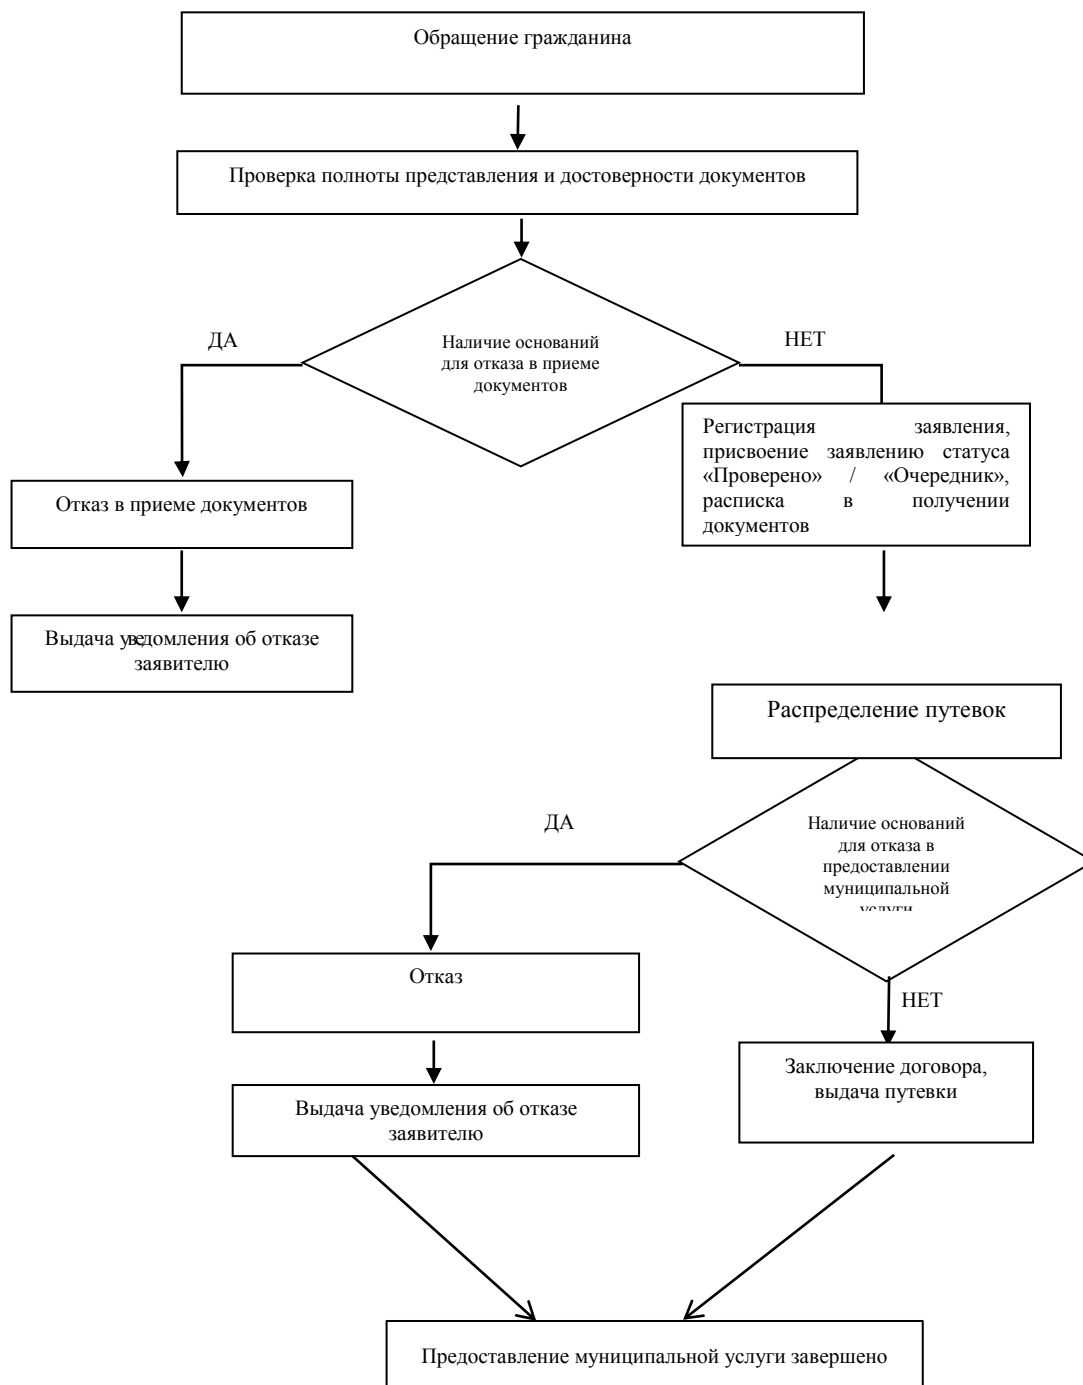 Обращение гражданина
Проверка полноты представления и достоверности документов
ДА
НЕТ
Наличие оснований
для отказа в приеме
документов
Регистрация заявления,
присвоение заявлению статуса
«Проверено» / «Очередник»,
расписка в получении
документов
Отказ в приеме документов
Выдача уведомления об отказе
заявителю
Распределение путевок
ДА
Наличие оснований
для отказа в
предоставлении
муниципальной
услуги
Отказ
НЕТ
Заключение договора,
выдача путевки
Выдача уведомления об отказе
заявителю
Предоставление муниципальной услуги завершено